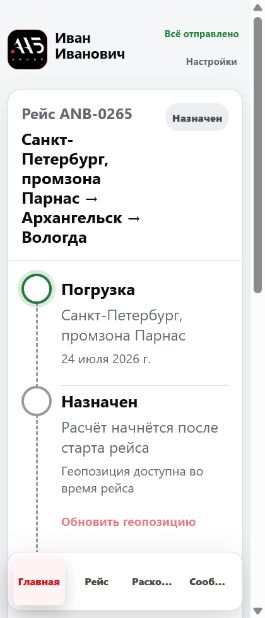 ANB
GROUP
Иван
Иванович
Всё отправлено
Настройки
Рейс ANB-0265
Назначен
Санкт-
Петербург,
промзона
Парнас →
Архангельск →
Вологда
Погрузка
Санкт-Петербург,
промзона Парнас
24 июля 2026 г.
Назначен
Расчёт начнётся после
старта рейса
Геопозиция доступна во
время рейса
Обновить геопозицию
Главная
Рейс
Расхо...
Сооб...